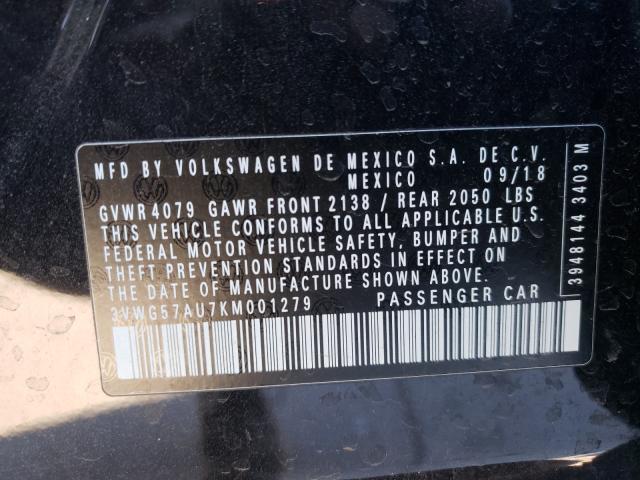 MFD BY VOLKSWAGEN DE MEXICO S.A. DE C.V.
MEXICO 09/18
GVWR 4079 GAWR FRONT 2138 / REAR 2050 LBS
THIS VEHICLE CONFORMS TO ALL APPLICABLE U.S.
FEDERAL MOTOR VEHICLE SAFETY, BUMPER AND
THEFT PREVENTION STANDARDS IN EFFECT ON
THE DATE OF MANUFACTURE SHOWN ABOVE.
3VWG57AU7KM001279 PASSENGER CAR
3948144 3403 M